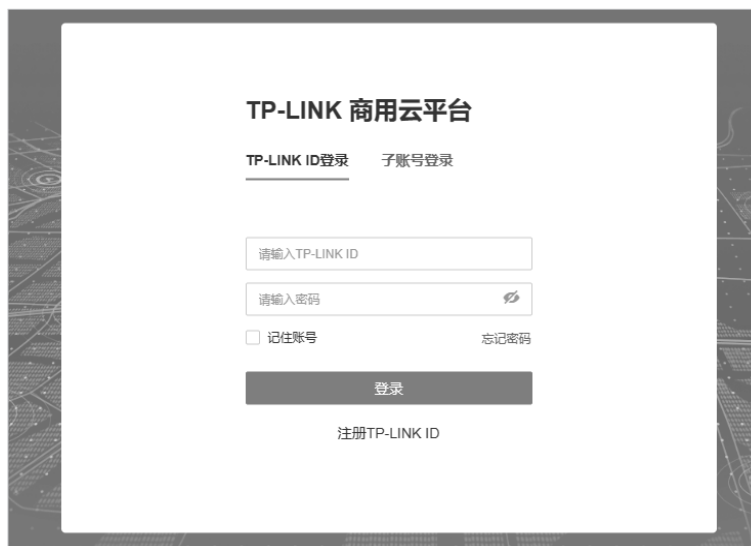 TP-LINK 商用云平台
TP-LINK ID登录 子账号登录
请输入TP-LINK ID
请输入密码
记住账号 忘记密码
登录
注册TP-LINK ID